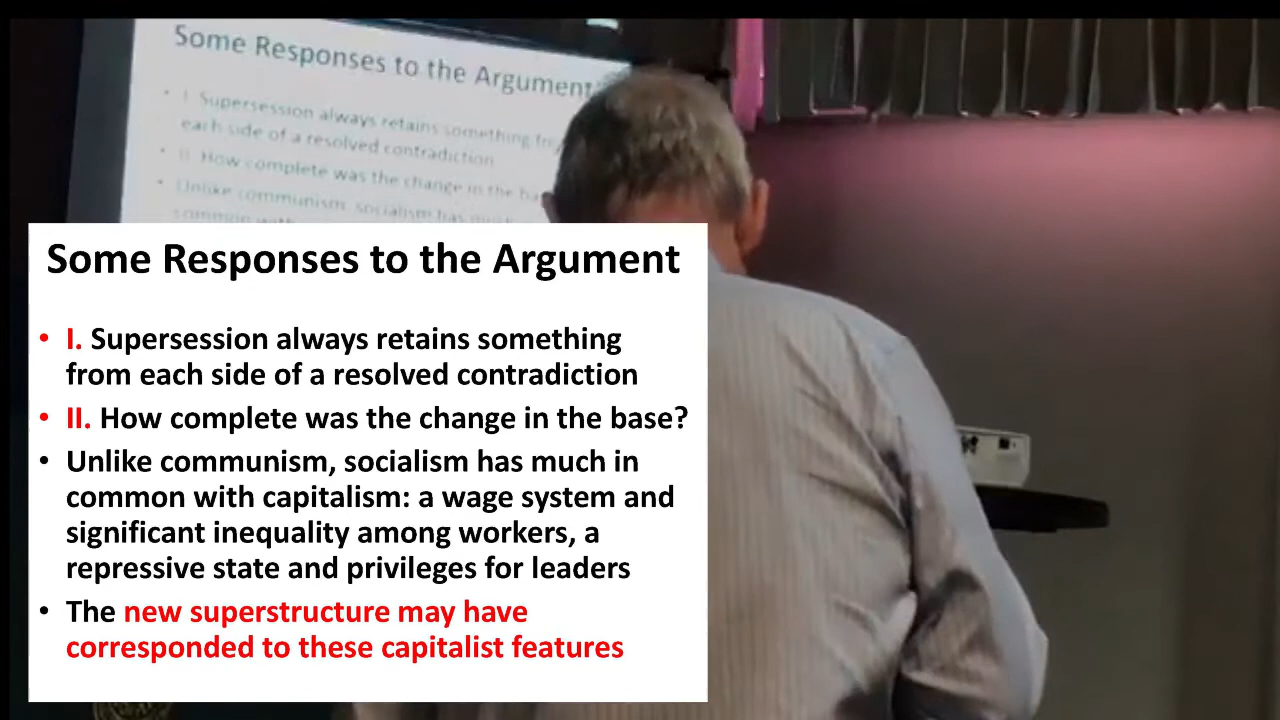 Some Responses to the Argument
• I. Supersession always retains something
each side of a resolved contradiction
• II. How complete was the change in the
• Unlike communism, socialism has much
common with
Some Responses to the Argument
• I. Supersession always retains something
from each side of a resolved contradiction
• II. How complete was the change in the base?
• Unlike communism, socialism has much in
common with capitalism: a wage system and
significant inequality among workers, a
repressive state and privileges for leaders
• The new superstructure may have
corresponded to these capitalist features